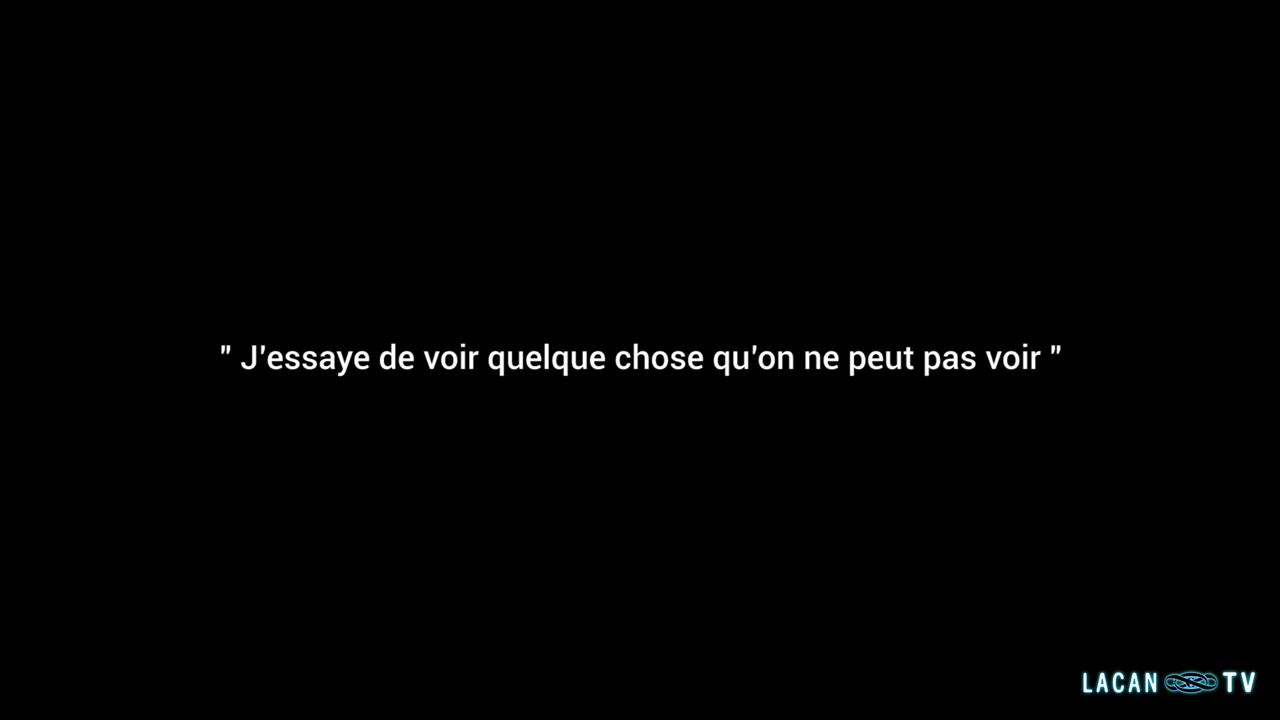 " J'essaye de voir quelque chose qu'on ne peut pas voir "
LACAN TV